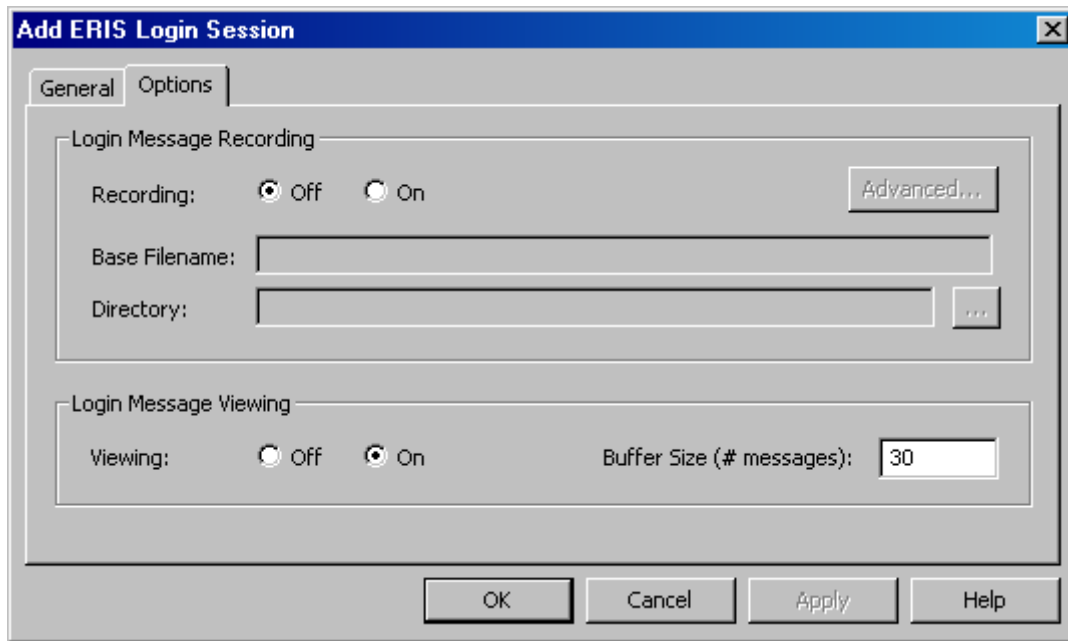 Add ERIS Login Session
General Options
Login Message Recording
Recording: Off On Advanced...
Base Filename:
Directory: ...
Login Message Viewing
Viewing: Off On Buffer Size (# messages): 30
OK Cancel Apply Help